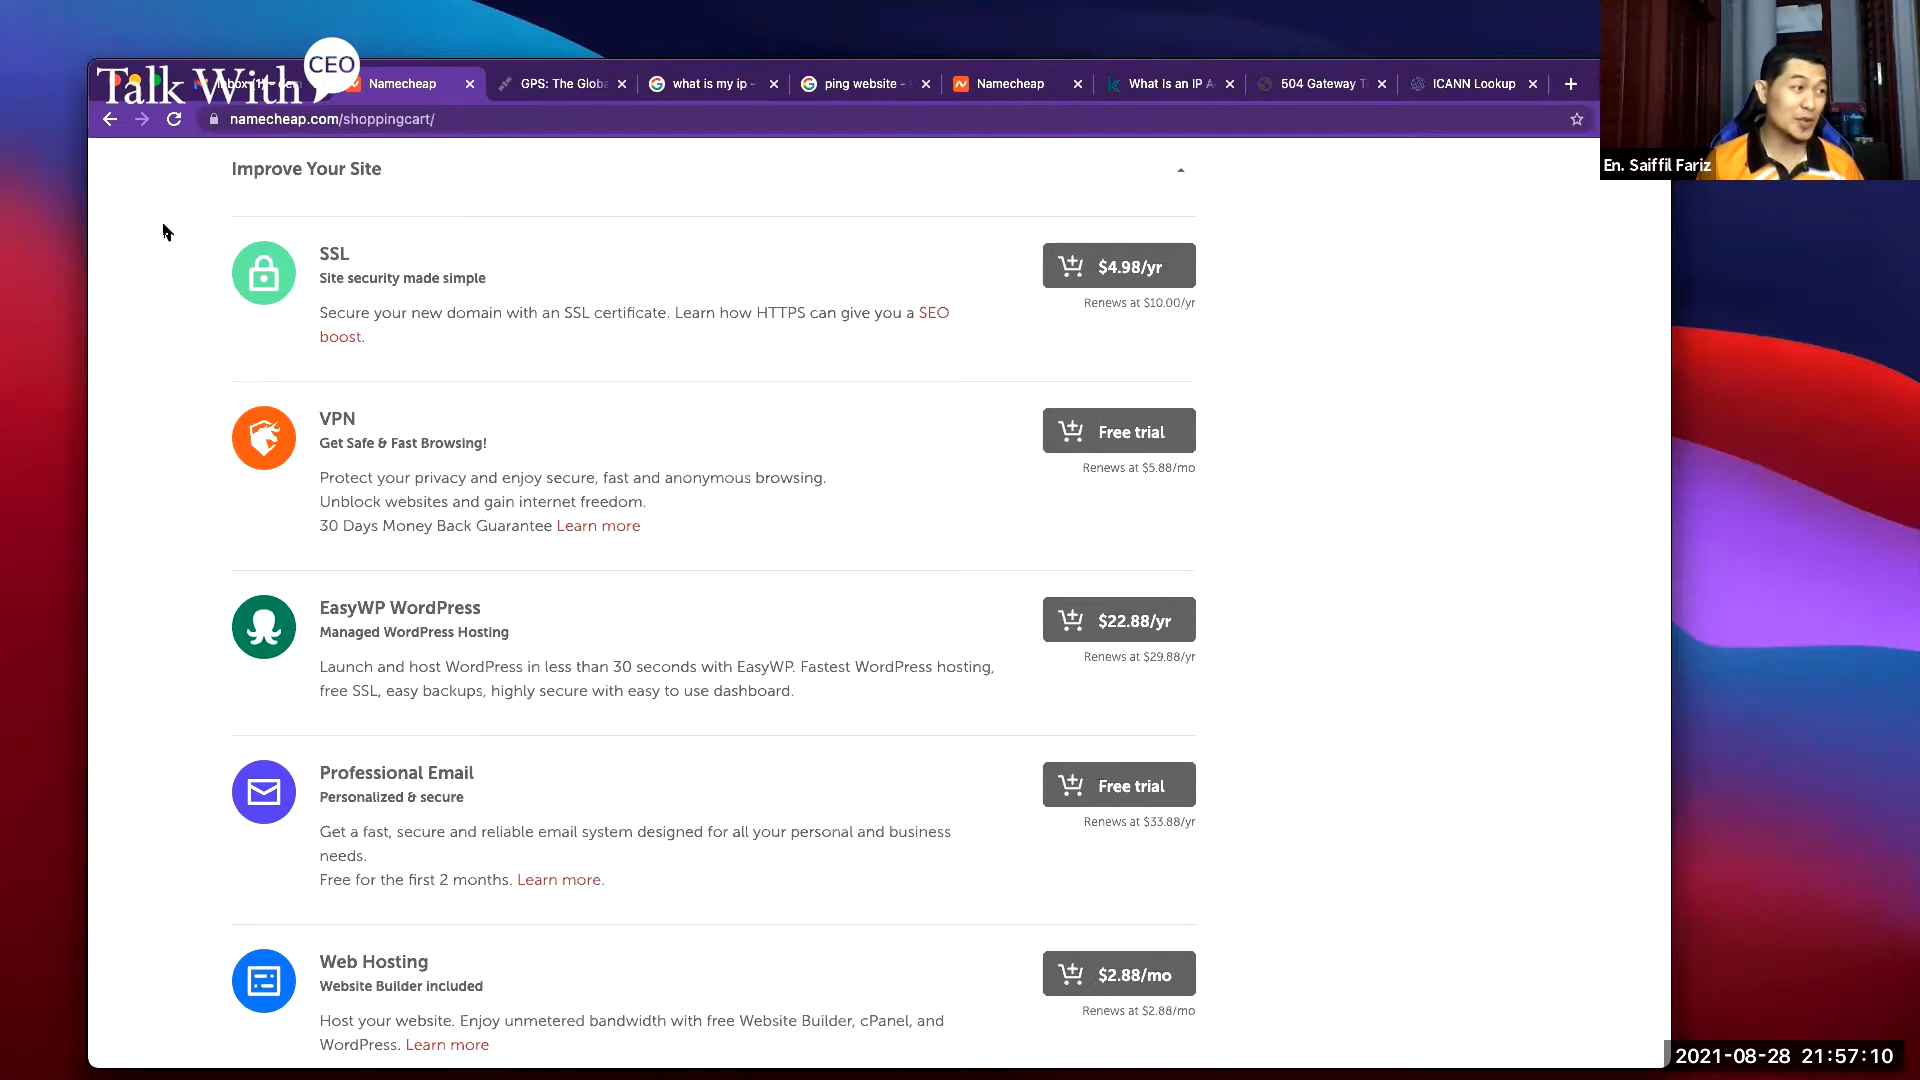 Talk With CEO
Namecheap
GPS: The Globa
what is my ip -
ping website -
Namecheap
What Is an IP A
504 Gateway T
ICANN Lookup
namecheap.com/shoppingcart/
En. Saiffil Fariz
Improve Your Site
SSL
Site security made simple
$4.98/yr
Renews at $10.00/yr
Secure your new domain with an SSL certificate. Learn how HTTPS can give you a SEO
boost.
VPN
Get Safe & Fast Browsing!
Free trial
Renews at $5.88/mo
Protect your privacy and enjoy secure, fast and anonymous browsing.
Unblock websites and gain internet freedom.
30 Days Money Back Guarantee Learn more
EasyWP WordPress
Managed WordPress Hosting
$22.88/yr
Renews at $29.88/yr
Launch and host WordPress in less than 30 seconds with EasyWP. Fastest WordPress hosting,
free SSL, easy backups, highly secure with easy to use dashboard.
Professional Email
Personalized & secure
Free trial
Renews at $33.88/yr
Get a fast, secure and reliable email system designed for all your personal and business
needs.
Free for the first 2 months. Learn more.
Web Hosting
Website Builder included
$2.88/mo
Renews at $2.88/mo
Host your website. Enjoy unmetered bandwidth with free Website Builder, cPanel, and
WordPress. Learn more
2021-08-28 21:57:10